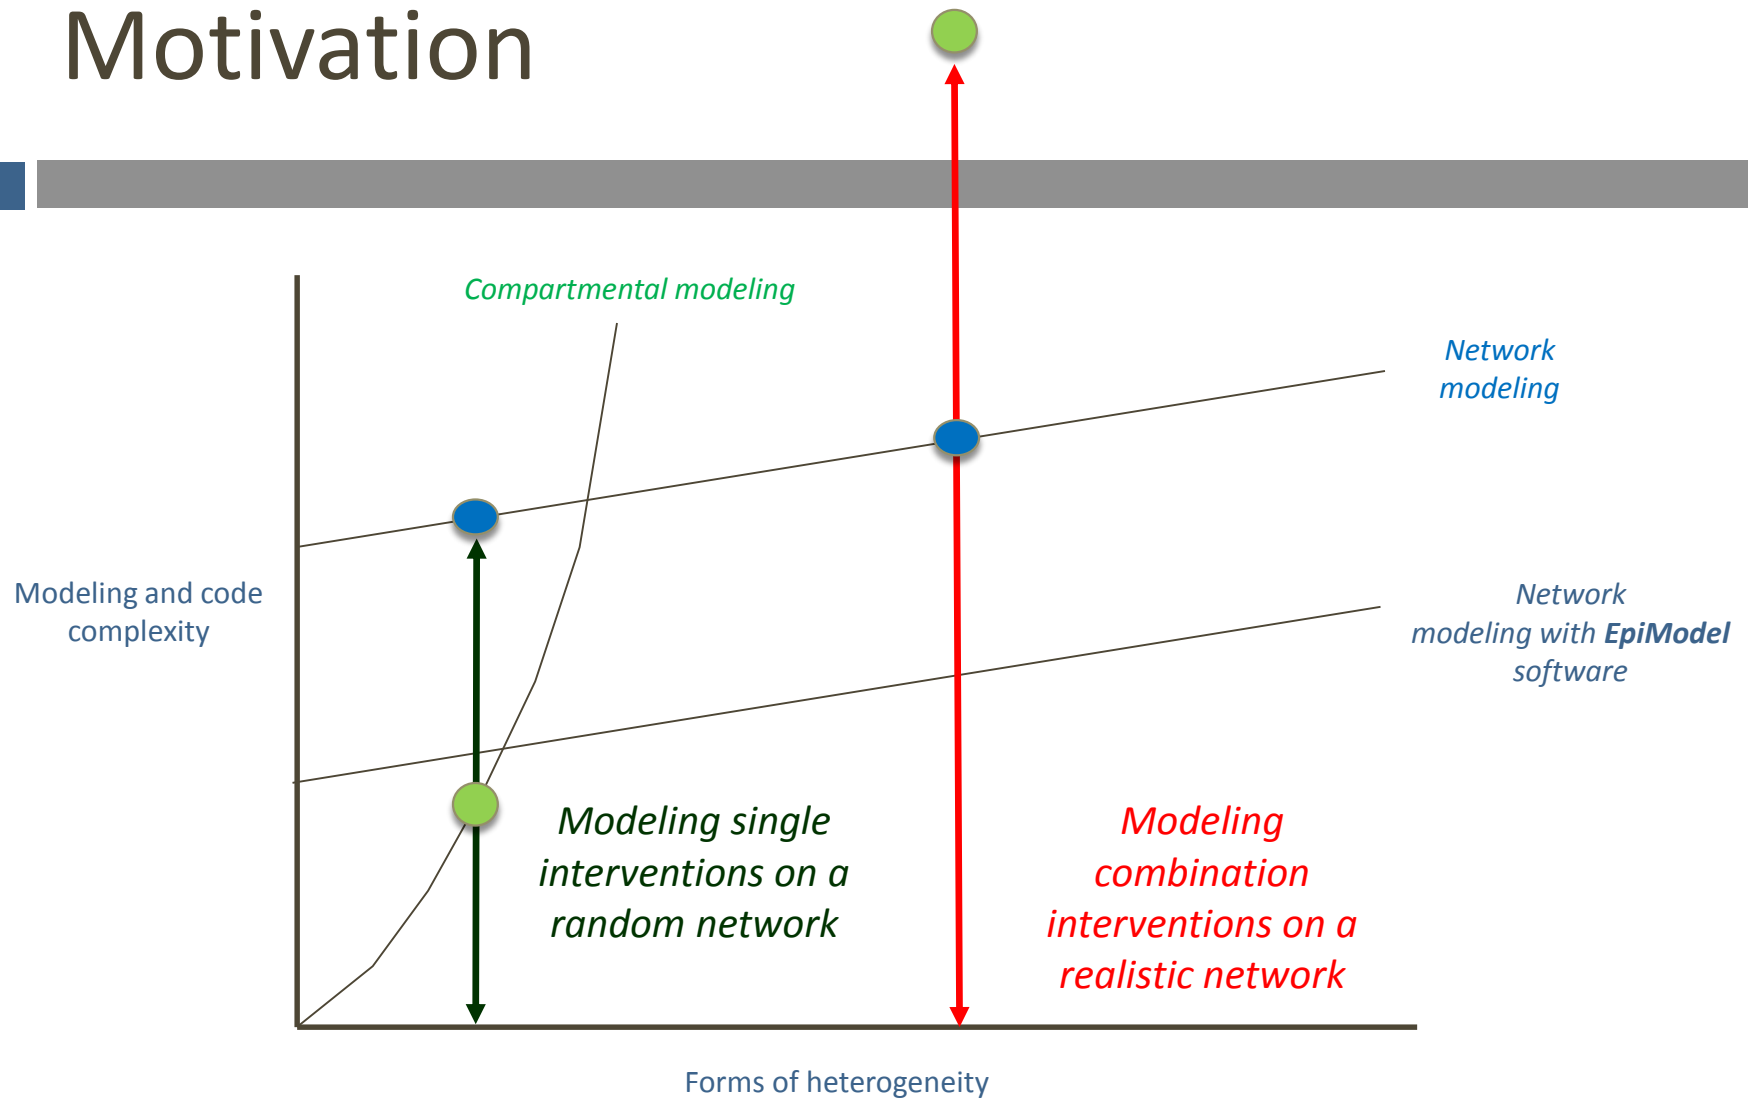 Motivation
Compartmental modeling
Network
modeling
Modeling and code
complexity
Network
modeling with EpiModel
software
Modeling single
interventions on a
random network
Modeling
combination
interventions on a
realistic network
Forms of heterogeneity